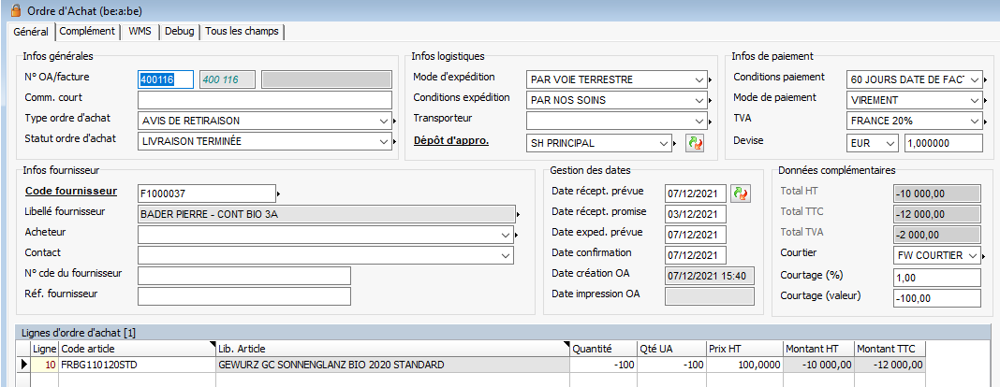 Ordre d'Achat (be:a:be)
Général Complément WMS Debug Tous les champs
Infos générales
N° OA/facture 400116 400 116
Comm. court
Type ordre d'achat AVIS DE RETIRAISON
Statut ordre d'achat LIVRAISON TERMINÉE
Infos logistiques
Mode d'expédition PAR VOIE TERRESTRE
Conditions expédition PAR NOS SOINS
Transporteur
Dépôt d'appro. SH PRINCIPAL
Infos de paiement
Conditions paiement 60 JOURS DATE DE FAC
Mode de paiement VIREMENT
TVA FRANCE 20%
Devise EUR 1,000000
Infos fournisseur
Code fournisseur F1000037
Libellé fournisseur BADER PIERRE - CONT BIO 3A
Acheteur
Contact
N° cde du fournisseur
Réf. fournisseur
Gestion des dates
Date récept. prévue 07/12/2021
Date récept. promise 03/12/2021
Date exped. prévue 07/12/2021
Date confirmation 07/12/2021
Date création OA 07/12/2021 15:40
Date impression OA
Données complémentaires
Total HT -10 000,00
Total TTC -12 000,00
Total TVA -2 000,00
Courtier FW COURTIER
Courtage (%) 1,00
Courtage (valeur) -100,00
Lignes d'ordre d'achat [1]
Ligne Code article Lib. Article Quantité Qté UA Prix HT Montant HT Montant TTC
10 FRBG110120STD GEWURZ GC SONNENGLANZ BIO 2020 STANDARD -100 -100 100,0000 -10 000,00 -12 000,00